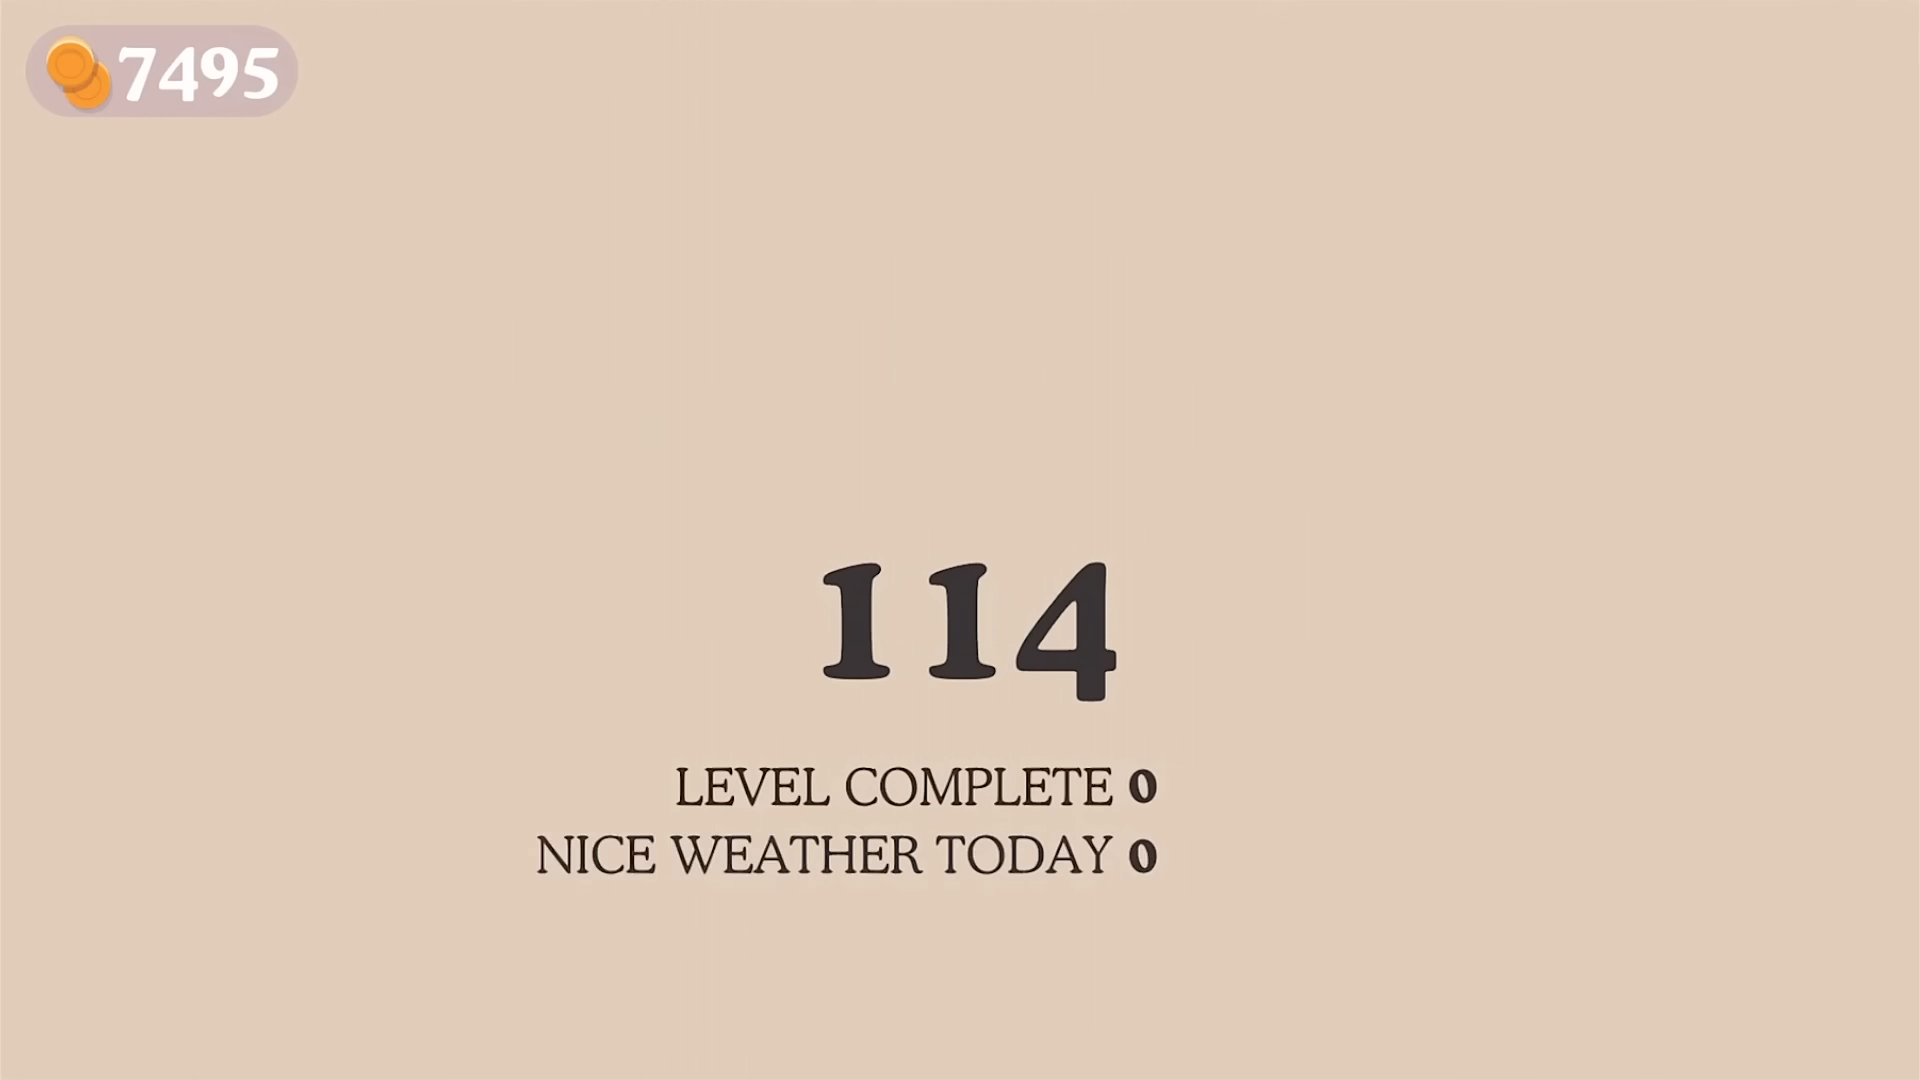 7495
114
LEVEL COMPLETE 0
NICE WEATHER TODAY 0